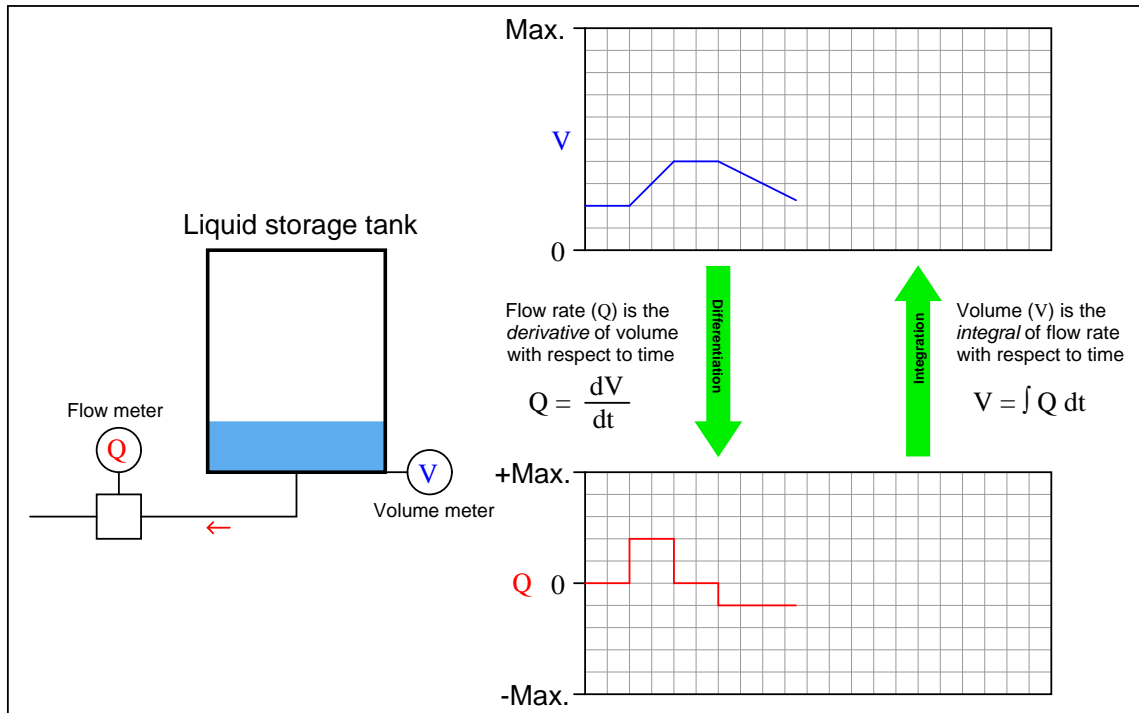 Liquid storage tank
Flow meter
Q
V
Volume meter
Max.
V
0
Flow rate (Q) is the
derivative of volume
with respect to time
Q = dV
dt
Differentiation
Integration
Volume (V) is the
integral of flow rate
with respect to time
V = ∫ Q dt
+Max.
Q 0
-Max.